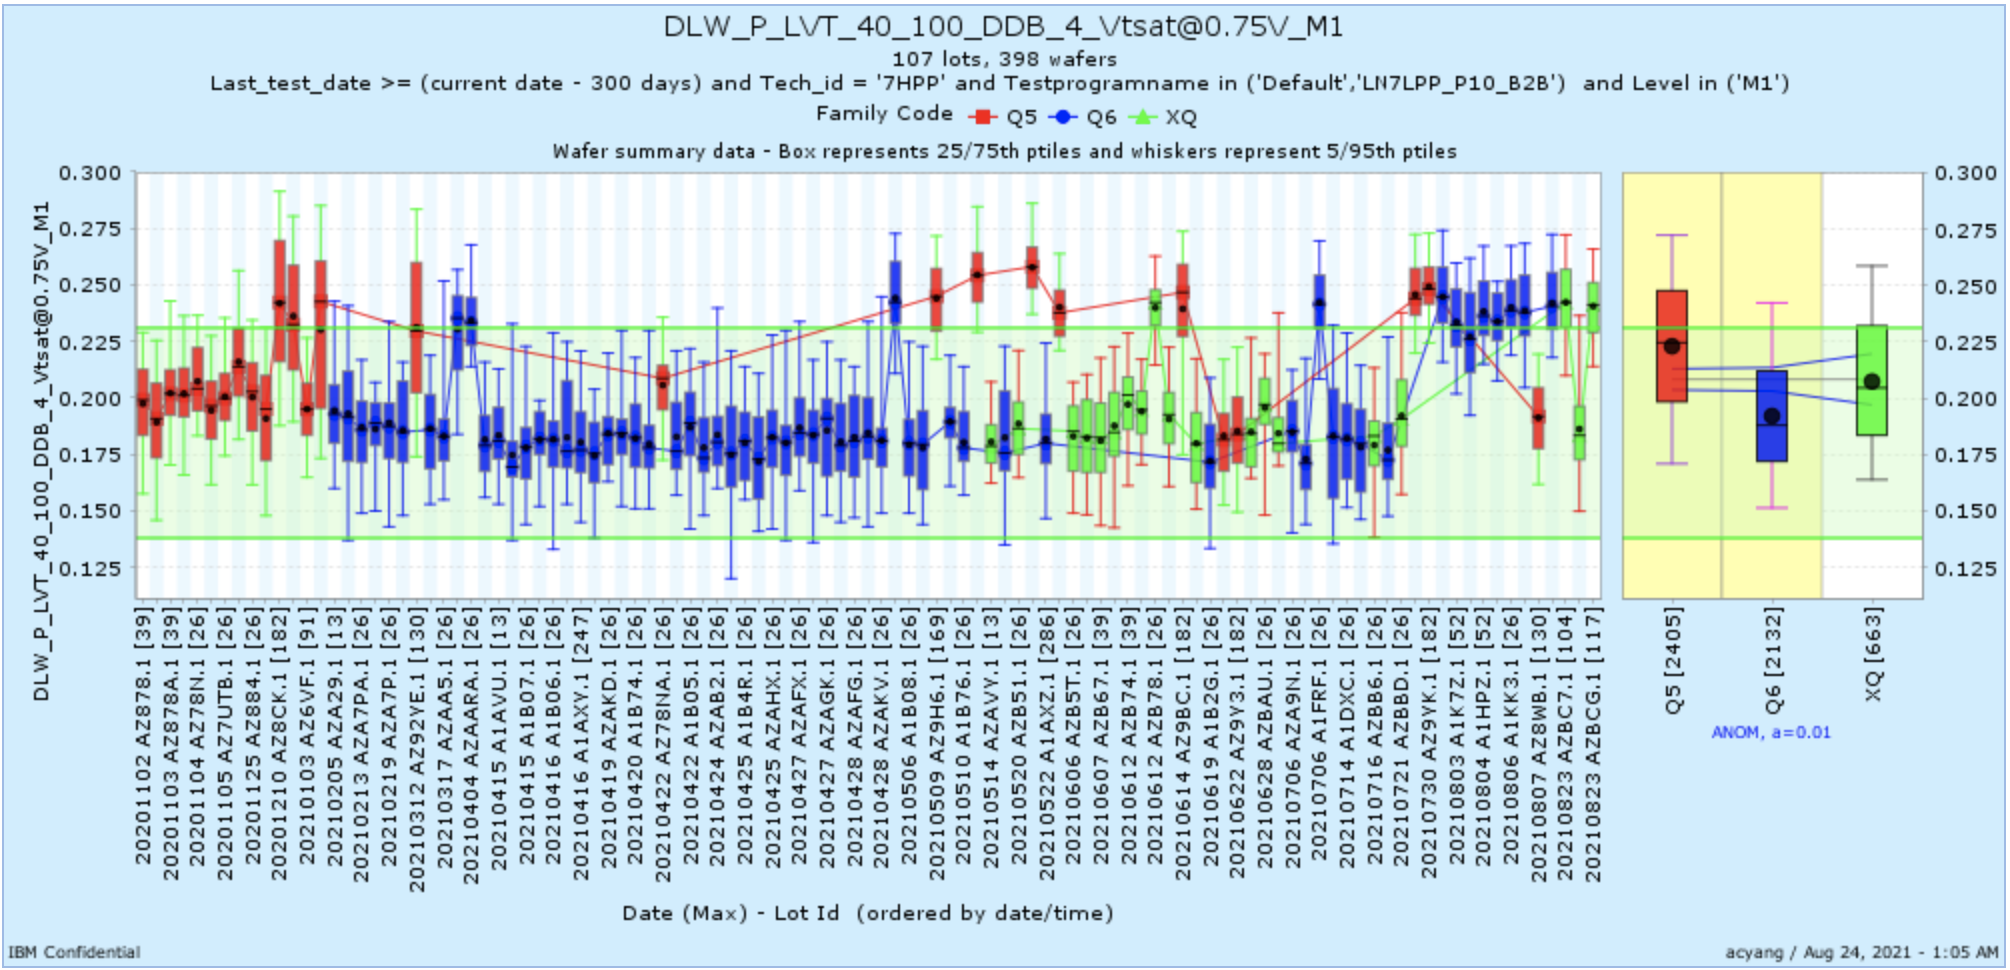 DLW_P_LVT_40_100_DDB_4_Vtsat@0.75V_M1
107 lots, 398 wafers
Last_test_date >= (current date - 300 days) and Tech_id = '7HPP' and Testprogramname in ('Default','LN7LPP_P10_B2B')  and Level in ('M1')
Family Code Q5 Q6 XQ
Wafer summary data - Box represents 25/75th ptiles and whiskers represent 5/95th ptiles
DLW_P_LVT_40_100_DDB_4_Vtsat@0.75V_M1
0.300
0.275
0.250
0.225
0.200
0.175
0.150
0.125
0.300
0.275
0.250
0.225
0.200
0.175
0.150
0.125
20201102 AZ878.1 [39]
20201103 AZ878A.1 [39]
20201104 AZ78N.1 [26]
20201105 AZ7UTB.1 [26]
20201125 AZ884.1 [26]
20201210 AZ8CK.1 [182]
20210103 AZ6VF.1 [91]
20210205 AZA29.1 [13]
20210213 AZA7PA.1 [26]
20210219 AZA7P.1 [26]
20210312 AZ92YE.1 [130]
20210317 AZAA5.1 [26]
20210404 AZAARA.1 [26]
20210415 A1AVU.1 [13]
20210415 A1B07.1 [26]
20210416 A1B06.1 [26]
20210416 A1AXY.1 [247]
20210419 AZAKD.1 [26]
20210420 A1B74.1 [26]
20210422 AZ78NA.1 [26]
20210422 A1B05.1 [26]
20210424 AZAB2.1 [26]
20210425 A1B4R.1 [26]
20210425 AZAHX.1 [26]
20210427 AZAFX.1 [26]
20210427 AZAGK.1 [26]
20210428 AZAFG.1 [26]
20210428 AZAKV.1 [26]
20210506 A1B08.1 [26]
20210509 AZ9H6.1 [169]
20210510 A1B76.1 [26]
20210514 AZAVY.1 [13]
20210520 AZB51.1 [26]
20210522 A1AXZ.1 [286]
20210606 AZB5T.1 [26]
20210607 AZB67.1 [39]
20210612 AZB74.1 [39]
20210612 AZB78.1 [26]
20210614 AZ9BC.1 [182]
20210619 A1B2G.1 [26]
20210622 AZ9Y3.1 [182]
20210628 AZBAU.1 [26]
20210706 AZA9N.1 [26]
20210706 A1FRF.1 [26]
20210714 A1DXC.1 [26]
20210716 AZBB6.1 [26]
20210721 AZBBD.1 [26]
20210730 AZ9YK.1 [182]
20210803 A1K7Z.1 [52]
20210804 A1HPZ.1 [52]
20210806 A1KK3.1 [26]
20210807 AZ8WB.1 [130]
20210823 AZBC7.1 [104]
20210823 AZBCG.1 [117]
Q5 [2405]
Q6 [2132]
XQ [663]
ANOM, a=0.01
Date (Max) - Lot Id  (ordered by date/time)
IBM Confidential
acyang / Aug 24, 2021 - 1:05 AM